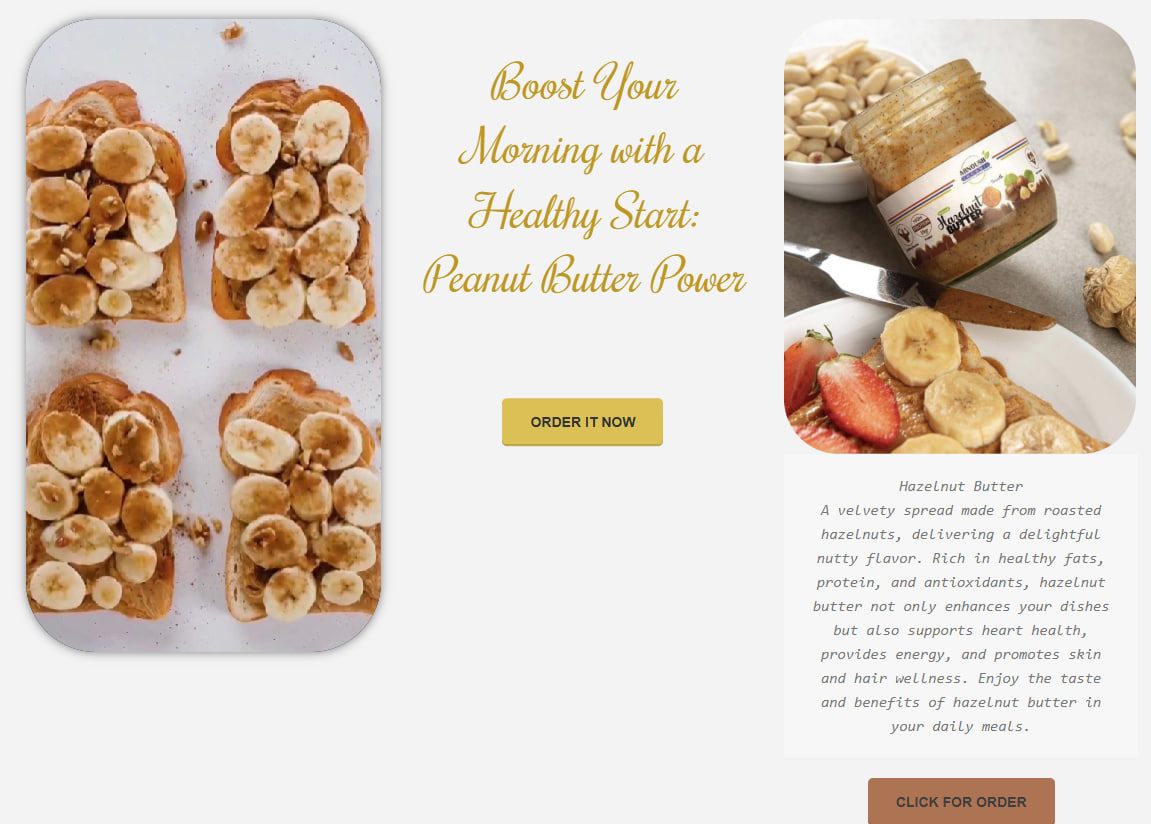 Boost Your
Morning with a
Healthy Start:
Peanut Butter Power
ORDER IT NOW
Hazelnut
BUTTER
Hazelnut Butter
A velvety spread made from roasted
hazelnuts, delivering a delightful
nutty flavor. Rich in healthy fats,
protein, and antioxidants, hazelnut
butter not only enhances your dishes
but also supports heart health,
provides energy, and promotes skin
and hair wellness. Enjoy the taste
and benefits of hazelnut butter in
your daily meals.
CLICK FOR ORDER